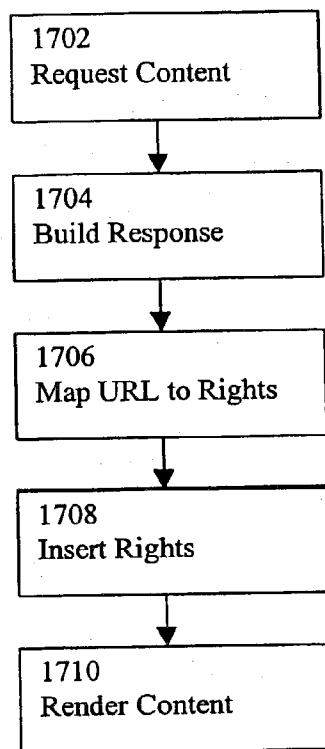 1702
Request Content
1704
Build Response
1706
Map URL to Rights
1708
Insert Rights
1710
Render Content